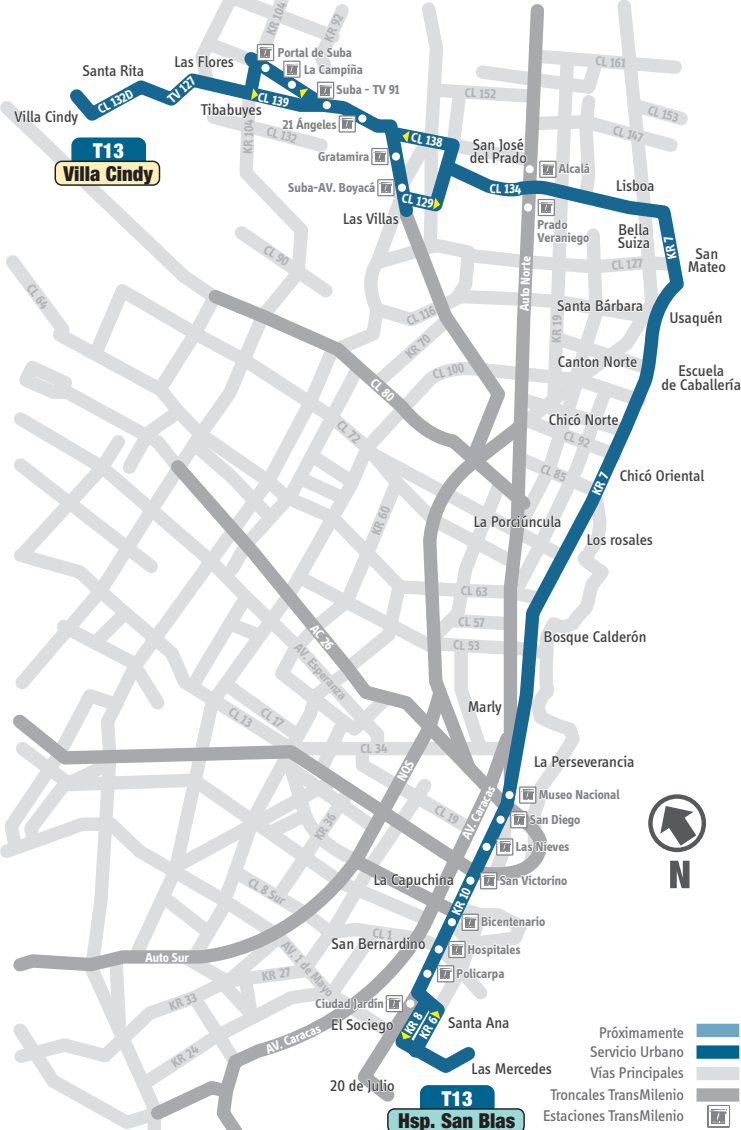 KR 104
KR 92
Portal de Suba
La Campiña
Las Flores
CL 161
Santa Rita
Suba - TV 91
TV 127
CL 132D
CL 139
CL 152
Tibabuyes
CL 153
Villa Cindy
21 Ángeles
CL 132
KR 104
CL 147
CL 138
T13
Villa Cindy
Gratamira
San José
del Prado
Alcalá
Suba-AV. Boyacá
CL 134
Lisboa
CL 129
Las Villas
Prado
Veraniego
Bella
Suiza
KR 7
San
Mateo
CL 90
CL 127
Auto Norte
CL 64
Santa Bárbara
CL 116
Usaquén
KR 19
KR 70
Canton Norte
CL 100
Escuela
de Caballería
CL 80
Chicó Norte
CL 72
CL 92
CL 85
KR 7
Chicó Oriental
KR 60
La Porciúncula
Los rosales
CL 63
CL 57
AC 26
Bosque Calderón
CL 53
AV. Esperanza
Marly
CL 13
CL 17
CL 34
La Perseverancia
NQS
Museo Nacional
AV. Caracas
CL 19
San Diego
KR 36
Las Nieves
La Capuchina
San Victorino
CL 8 Sur
KR 10
Bicentenario
CL 1
San Bernardino
Hospitales
Auto Sur
AV. 1 de Mayo
KR 27
Policarpa
KR 33
Ciudad Jardín
El Sociego
KR 8
KR 6
Santa Ana
AV. Caracas
KR 24
Las Mercedes
20 de Julio
T13
Hsp. San Blas
N
Próximamente
Servicio Urbano
Vías Principales
Troncales TransMilenio
Estaciones TransMilenio